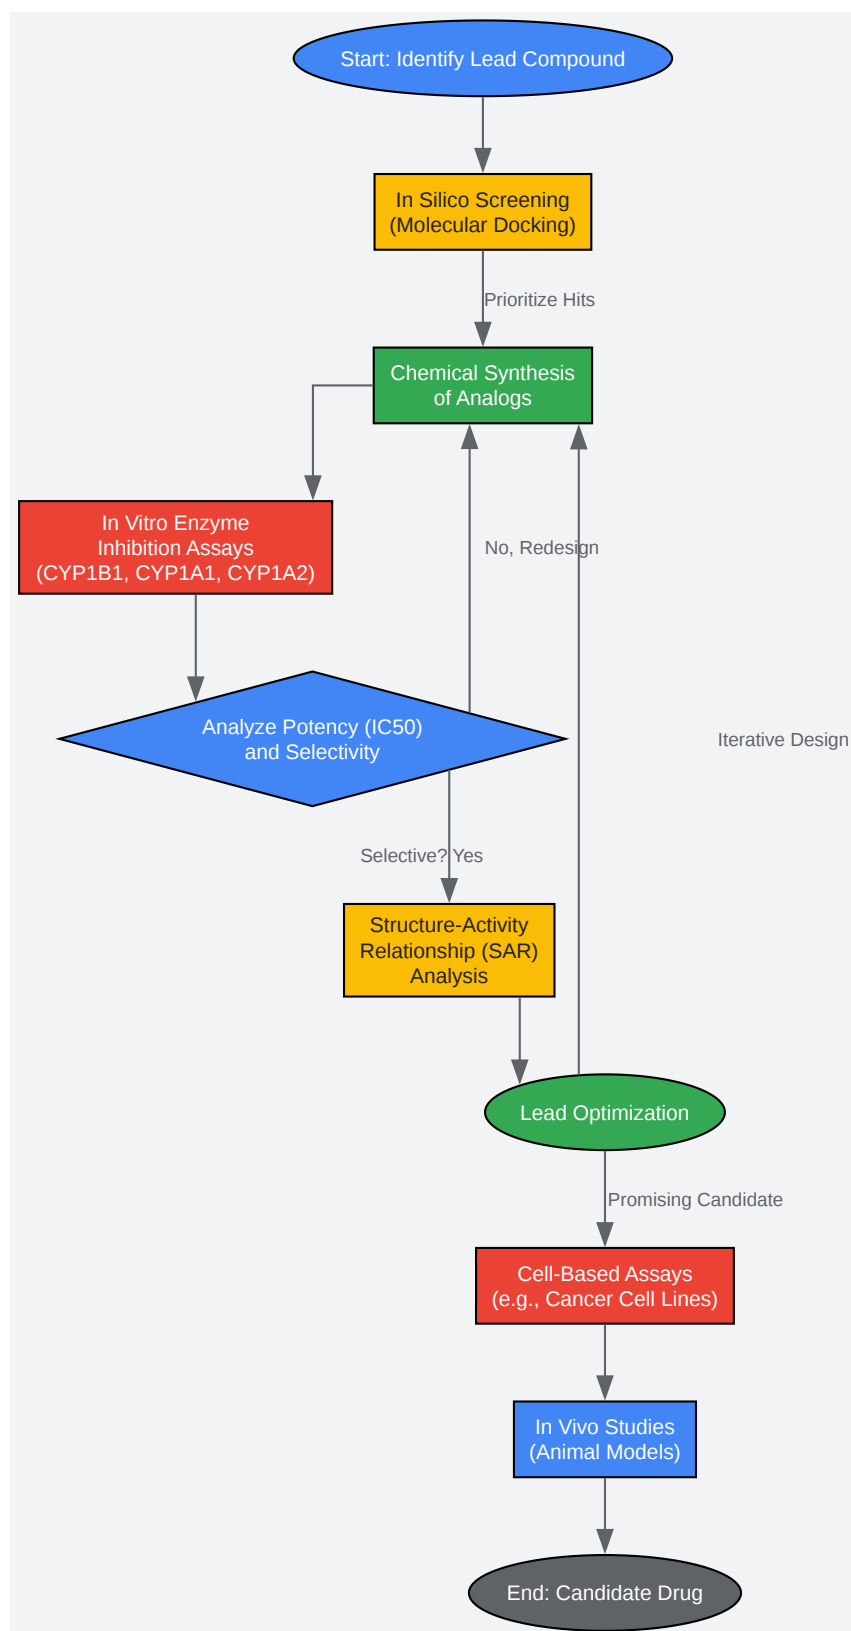 Start: Identify Lead Compound
In Silico Screening
(Molecular Docking)
Prioritize Hits
Chemical Synthesis
of Analogs
In Vitro Enzyme
Inhibition Assays
(CYP1B1, CYP1A1, CYP1A2)
No, Redesign
Analyze Potency (IC50)
and Selectivity
Iterative Design
Selective? Yes
Structure-Activity
Relationship (SAR)
Analysis
Lead Optimization
Promising Candidate
Cell-Based Assays
(e.g., Cancer Cell Lines)
In Vivo Studies
(Animal Models)
End: Candidate Drug